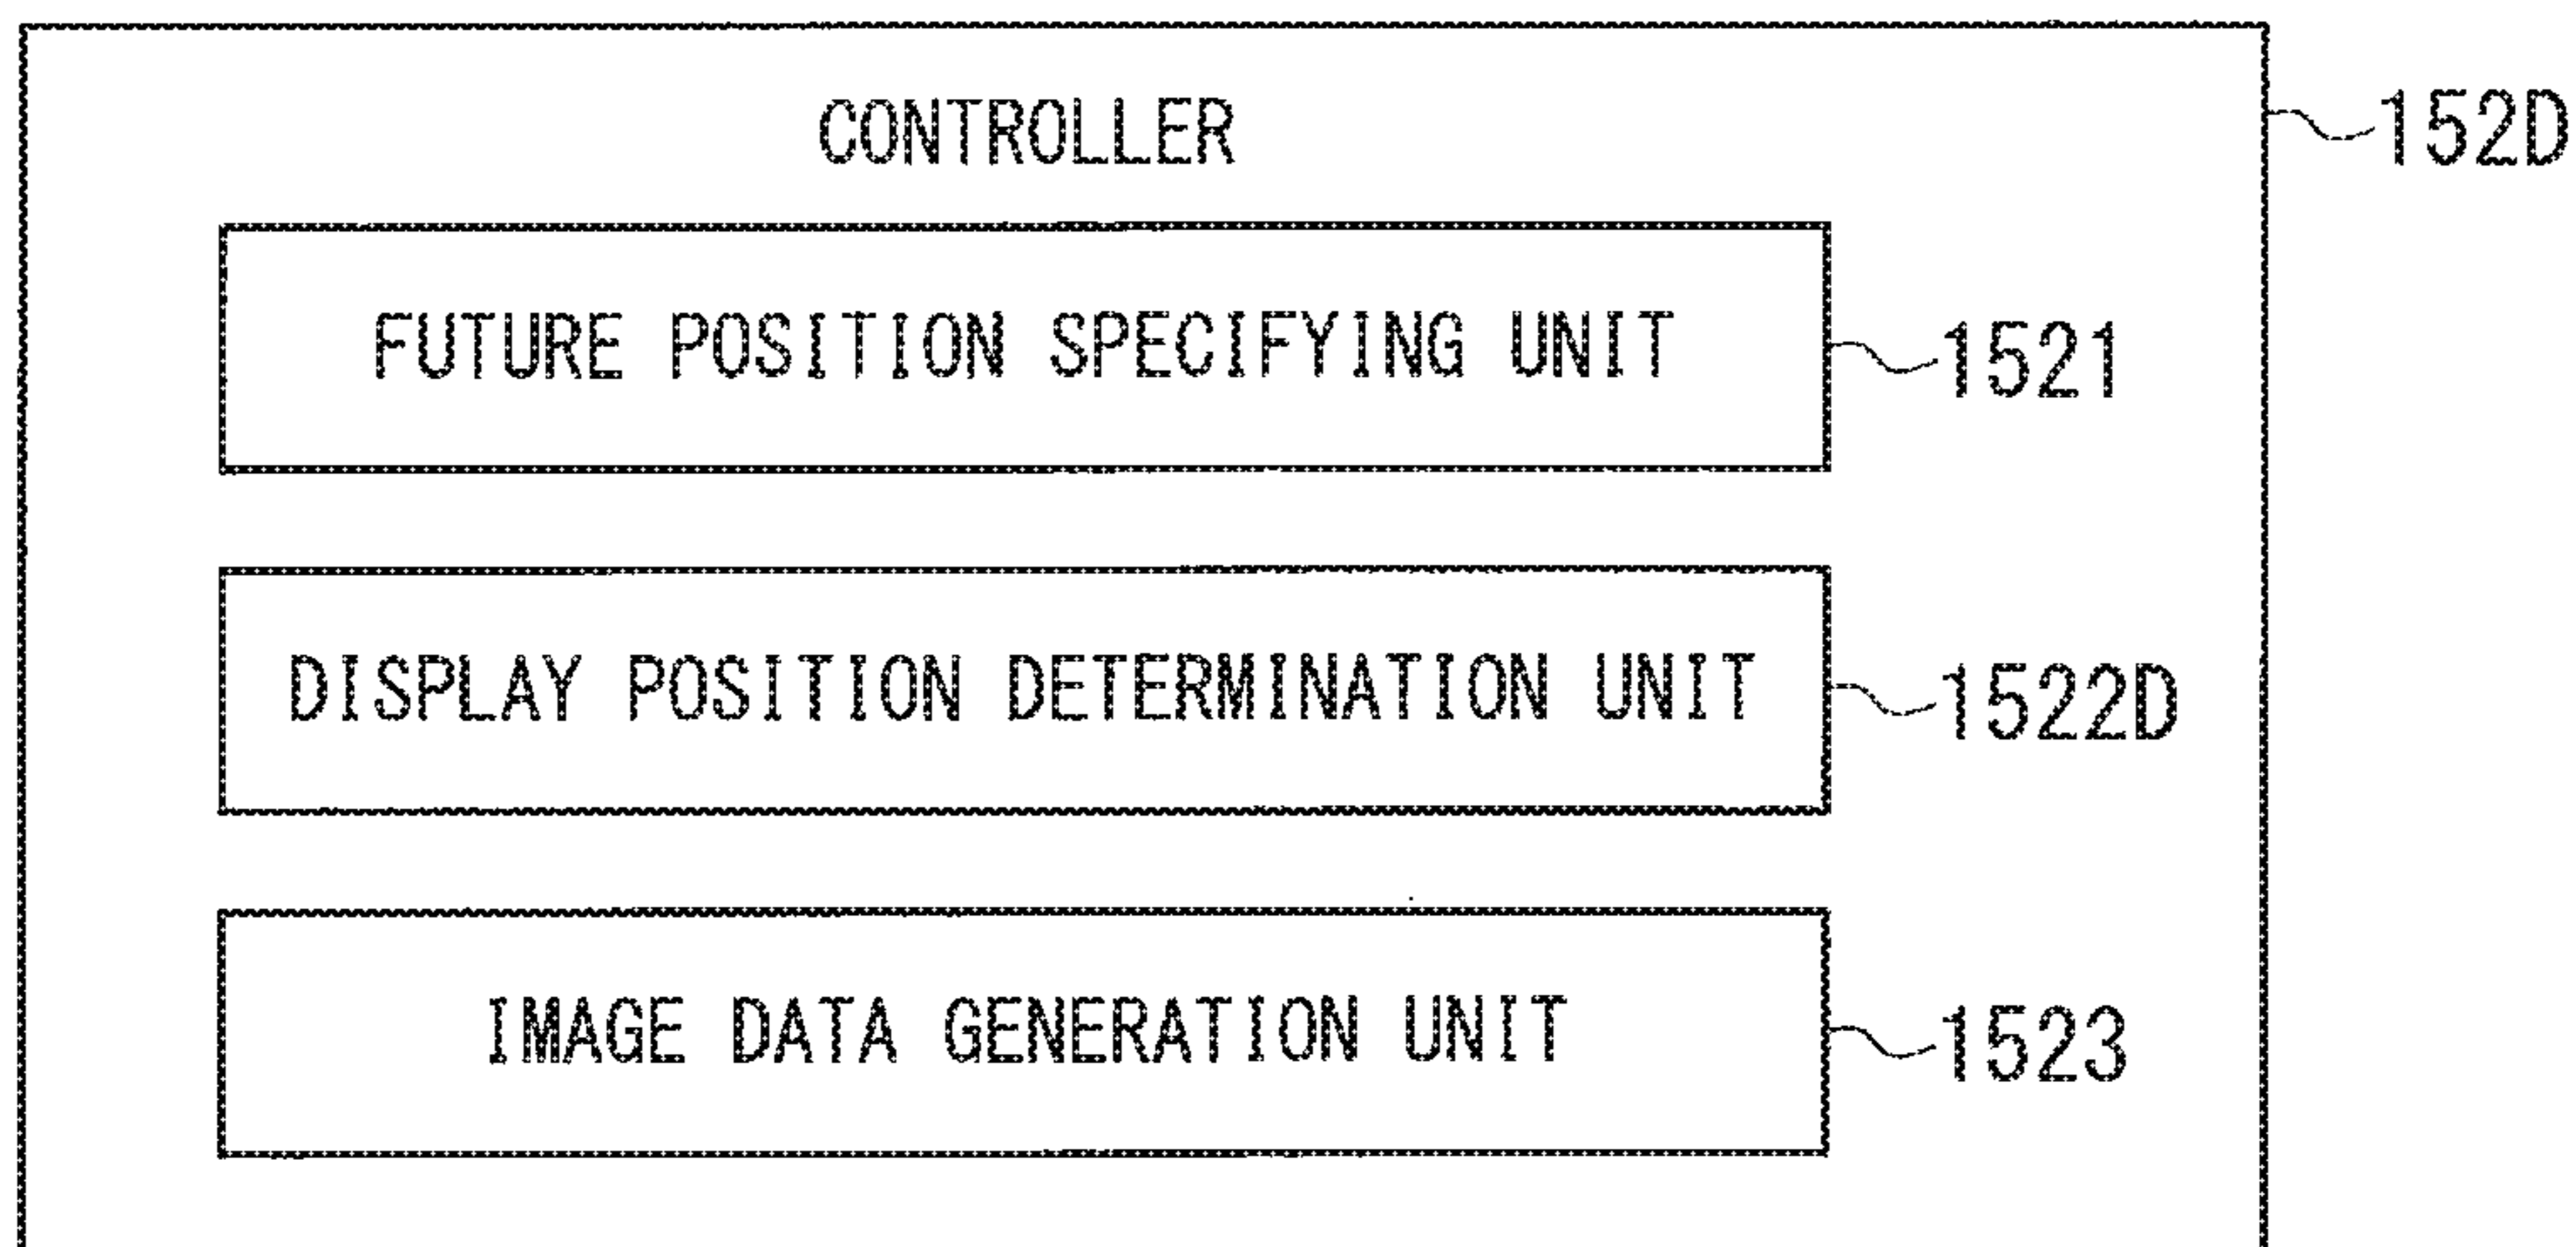 CONTROLLER
152D
FUTURE POSITION SPECIFYING UNIT
1521
DISPLAY POSITION DETERMINATION UNIT
1522D
IMAGE DATA GENERATION UNIT
1523